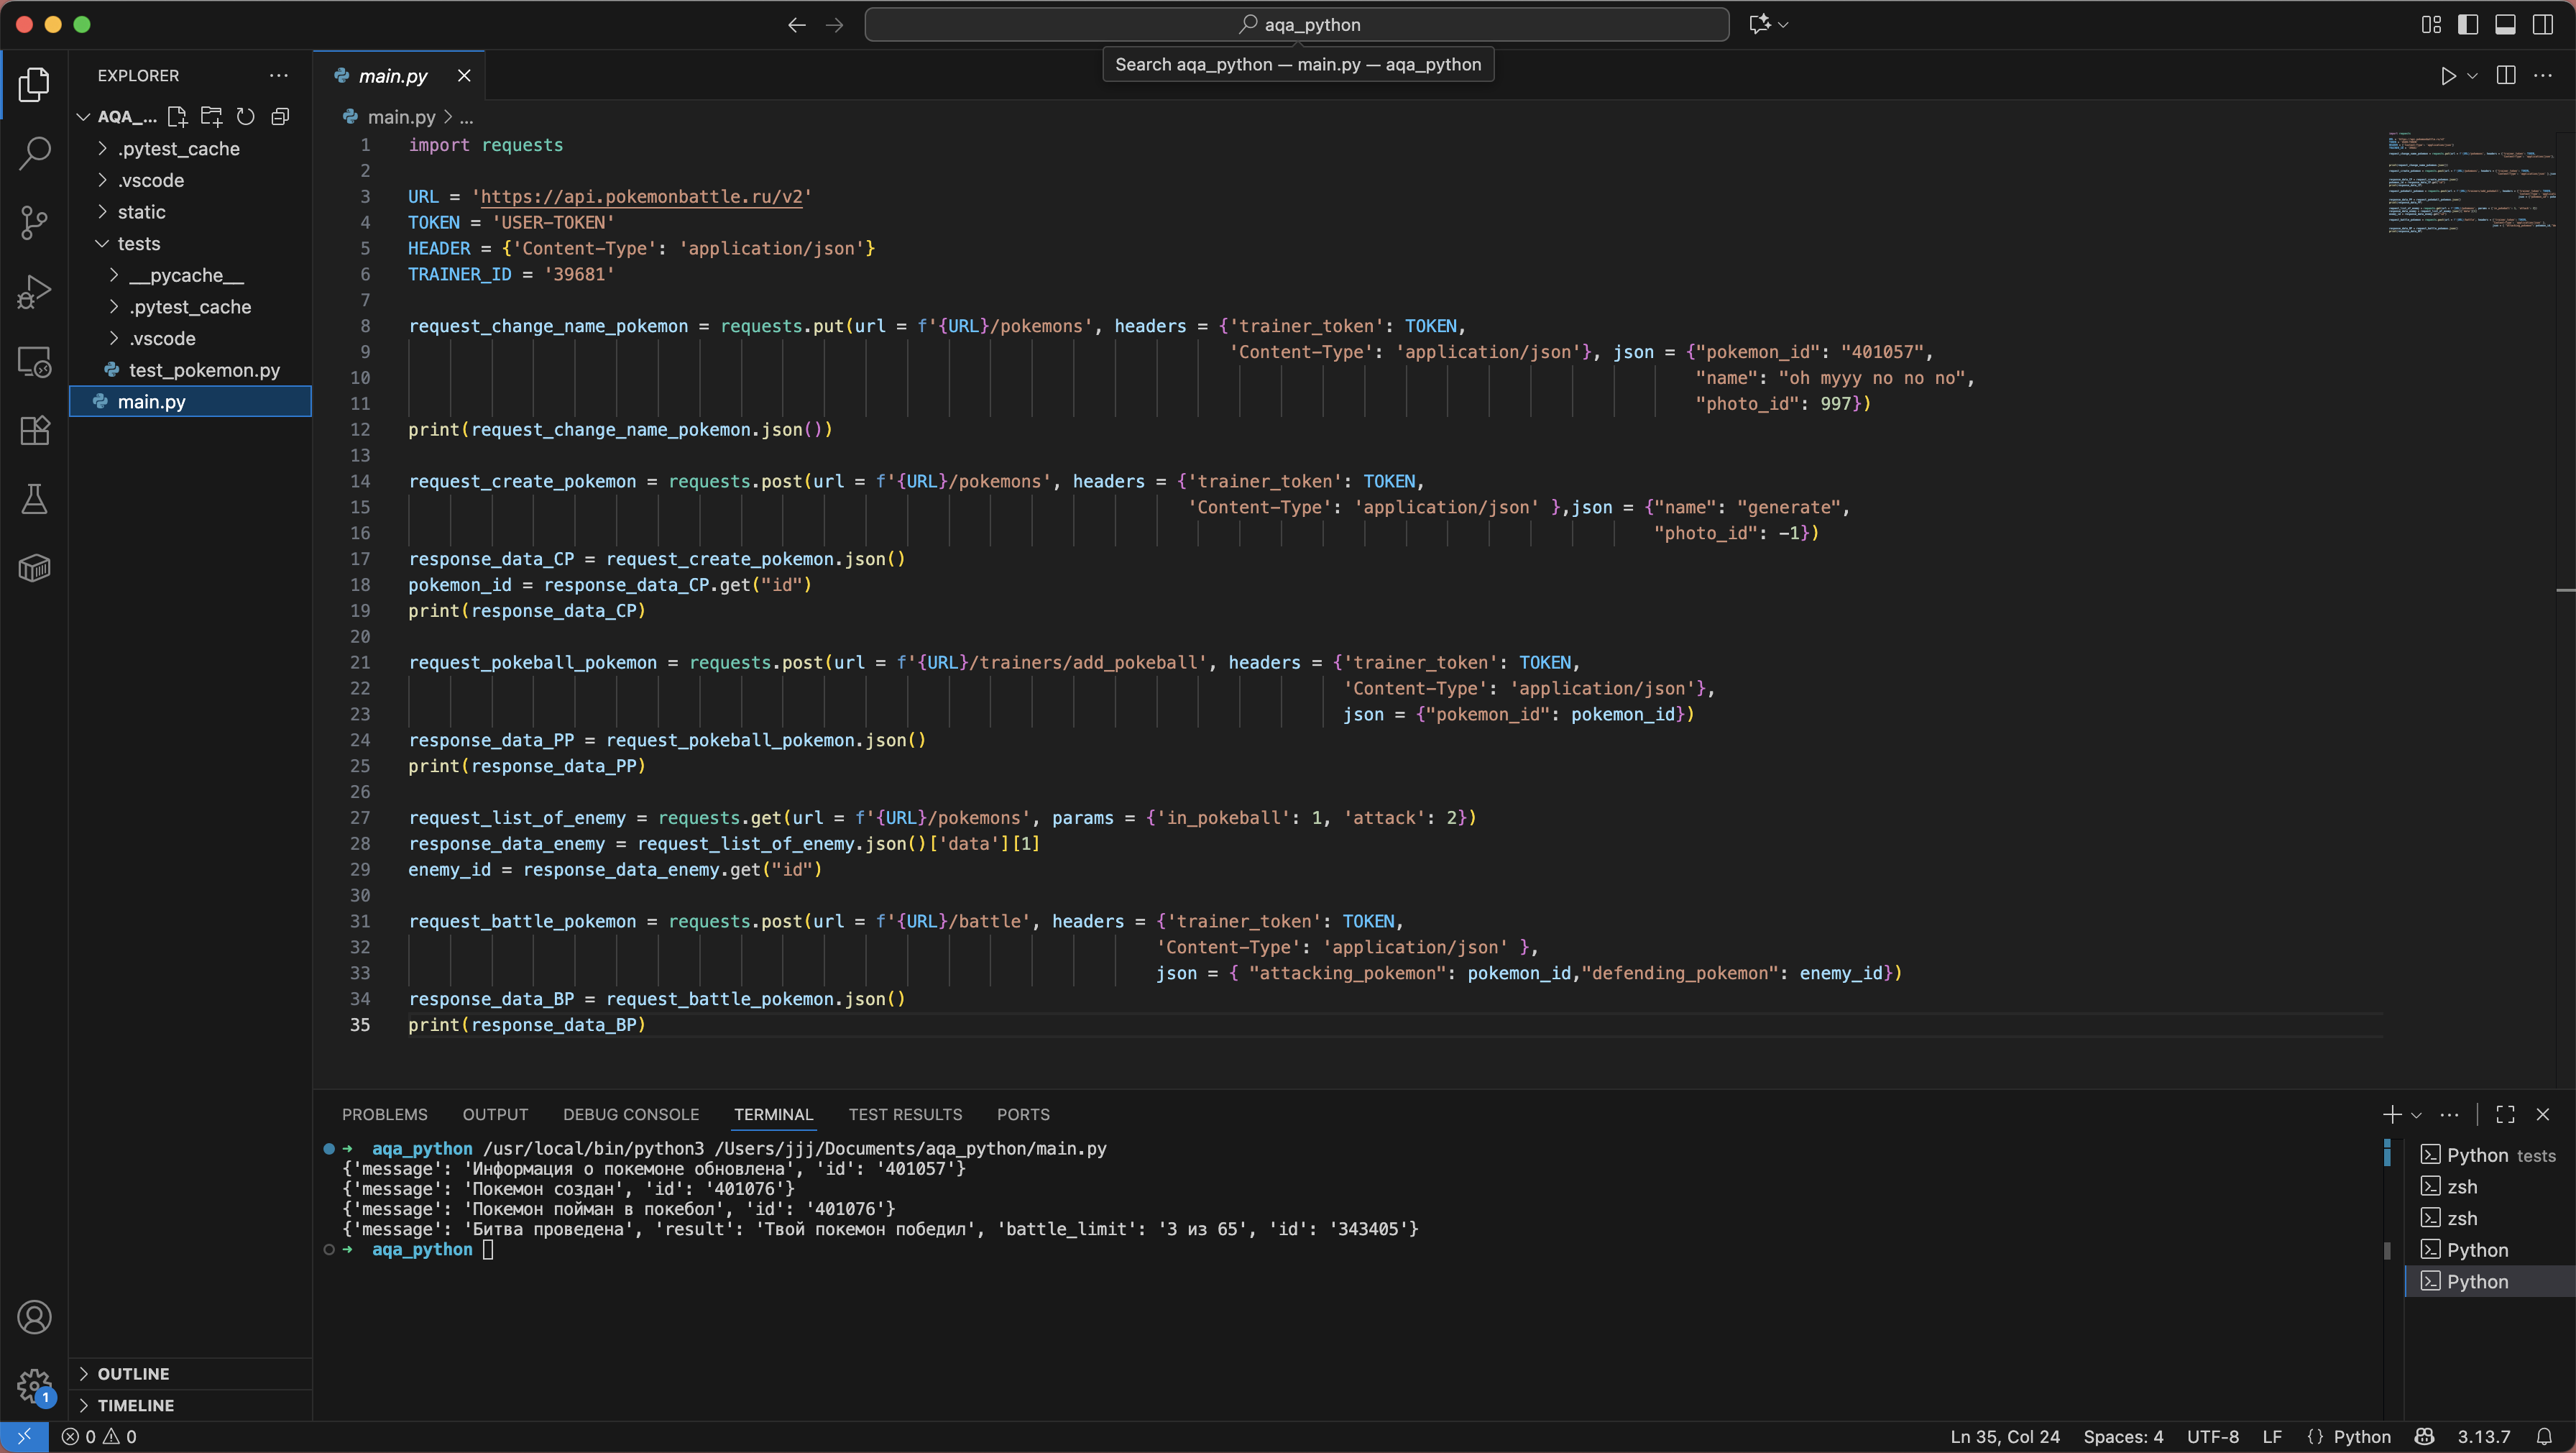 aqa_python
Search aqa_python — main.py — aqa_python
EXPLORER
main.py
AQA_...
.pytest_cache
.vscode
static
tests
__pycache__
.pytest_cache
.vscode
test_pokemon.py
main.py
OUTLINE
TIMELINE
main.py > ...
1 import requests
2
3 URL = 'https://api.pokemonbattle.ru/v2'
4 TOKEN = 'USER-TOKEN'
5 HEADER = {'Content-Type': 'application/json'}
6 TRAINER_ID = '39681'
7
8 request_change_name_pokemon = requests.put(url = f'{URL}/pokemons', headers = {'trainer_token': TOKEN,
9 'Content-Type': 'application/json'}, json = {"pokemon_id": "401057",
10 "name": "oh myyy no no no",
11 "photo_id": 997})
12 print(request_change_name_pokemon.json())
13
14 request_create_pokemon = requests.post(url = f'{URL}/pokemons', headers = {'trainer_token': TOKEN,
15 'Content-Type': 'application/json' },json = {"name": "generate",
16 "photo_id": -1})
17 response_data_CP = request_create_pokemon.json()
18 pokemon_id = response_data_CP.get("id")
19 print(response_data_CP)
20
21 request_pokeball_pokemon = requests.post(url = f'{URL}/trainers/add_pokeball', headers = {'trainer_token': TOKEN,
22 'Content-Type': 'application/json'},
23 json = {"pokemon_id": pokemon_id})
24 response_data_PP = request_pokeball_pokemon.json()
25 print(response_data_PP)
26
27 request_list_of_enemy = requests.get(url = f'{URL}/pokemons', params = {'in_pokeball': 1, 'attack': 2})
28 response_data_enemy = request_list_of_enemy.json()['data'][1]
29 enemy_id = response_data_enemy.get("id")
30
31 request_battle_pokemon = requests.post(url = f'{URL}/battle', headers = {'trainer_token': TOKEN,
32 'Content-Type': 'application/json' },
33 json = { "attacking_pokemon": pokemon_id,"defending_pokemon": enemy_id})
34 response_data_BP = request_battle_pokemon.json()
35 print(response_data_BP)
PROBLEMS OUTPUT DEBUG CONSOLE TERMINAL TEST RESULTS PORTS
→ aqa_python /usr/local/bin/python3 /Users/jjj/Documents/aqa_python/main.py
{'message': 'Информация о покемоне обновлена', 'id': '401057'}
{'message': 'Покемон создан', 'id': '401076'}
{'message': 'Покемон пойман в покебол', 'id': '401076'}
{'message': 'Битва проведена', 'result': 'Твой покемон победил', 'battle_limit': '3 из 65', 'id': '343405'}
→ aqa_python
Python tests
zsh
zsh
Python
Python
1
0 0
Ln 35, Col 24 Spaces: 4 UTF-8 LF {} Python 3.13.7